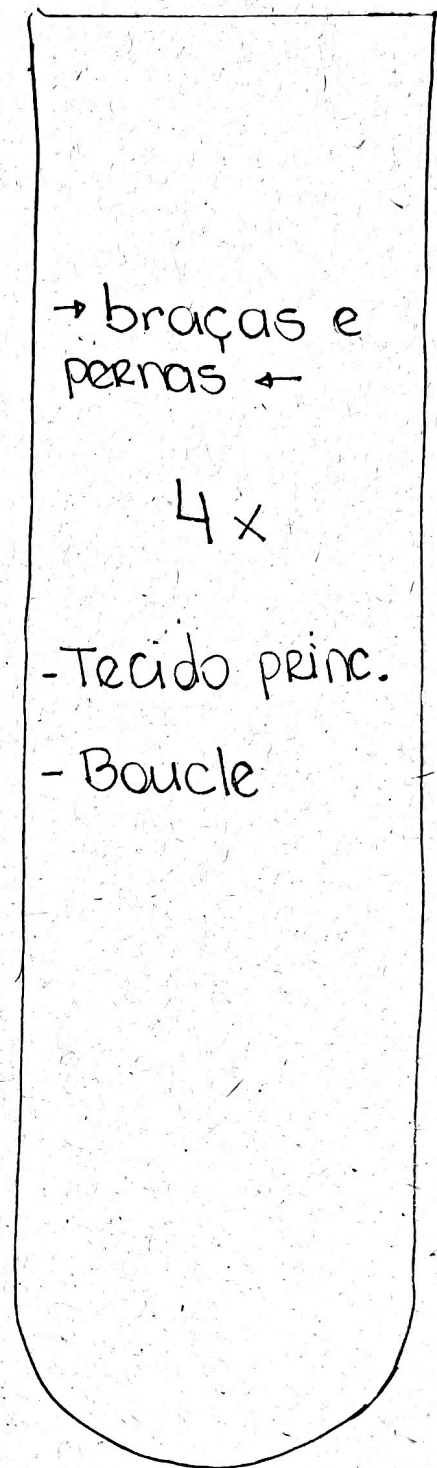 → braças e
pernas ←
4x
- Tecido princ.
- Boucle